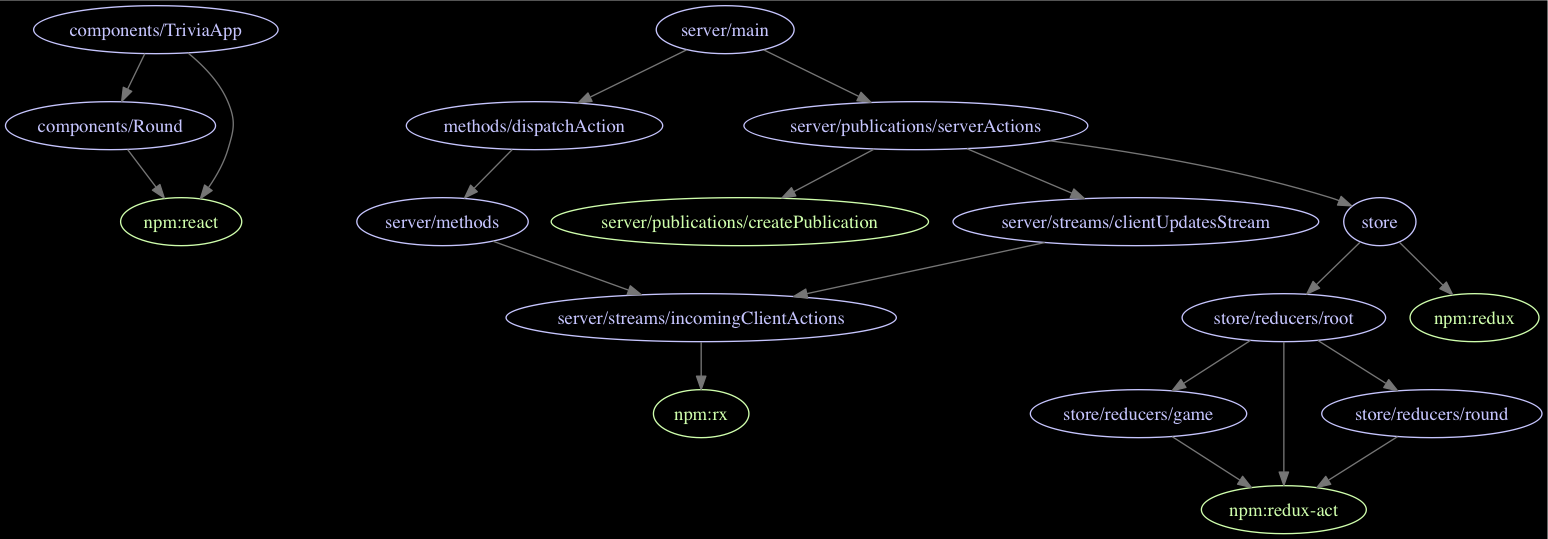 components/TriviaApp
server/main
components/Round
methods/dispatchAction
server/publications/serverActions
npm:react
server/methods
server/publications/createPublication
server/streams/clientUpdatesStream
store
server/streams/incomingClientActions
store/reducers/root
npm:redux
npm:rx
store/reducers/game
store/reducers/round
npm:redux-act